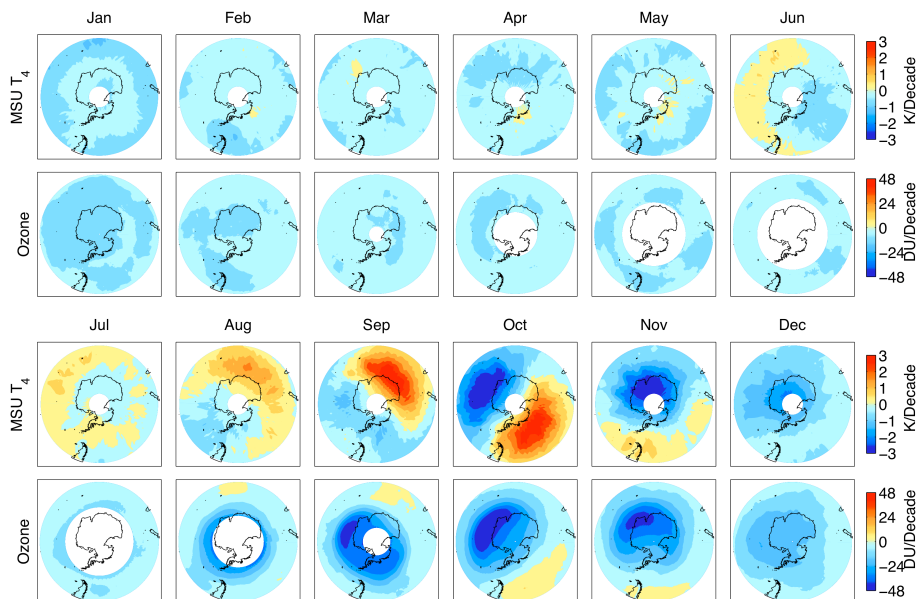 Jan Feb Mar Apr May Jun
MSU T4
3
2
1
0
−1
−2
−3
K/Decade
Ozone
48
24
0
−24
−48
DU/Decade
Jul Aug Sep Oct Nov Dec
MSU T4
3
2
1
0
−1
−2
−3
K/Decade
Ozone
48
24
0
−24
−48
DU/Decade